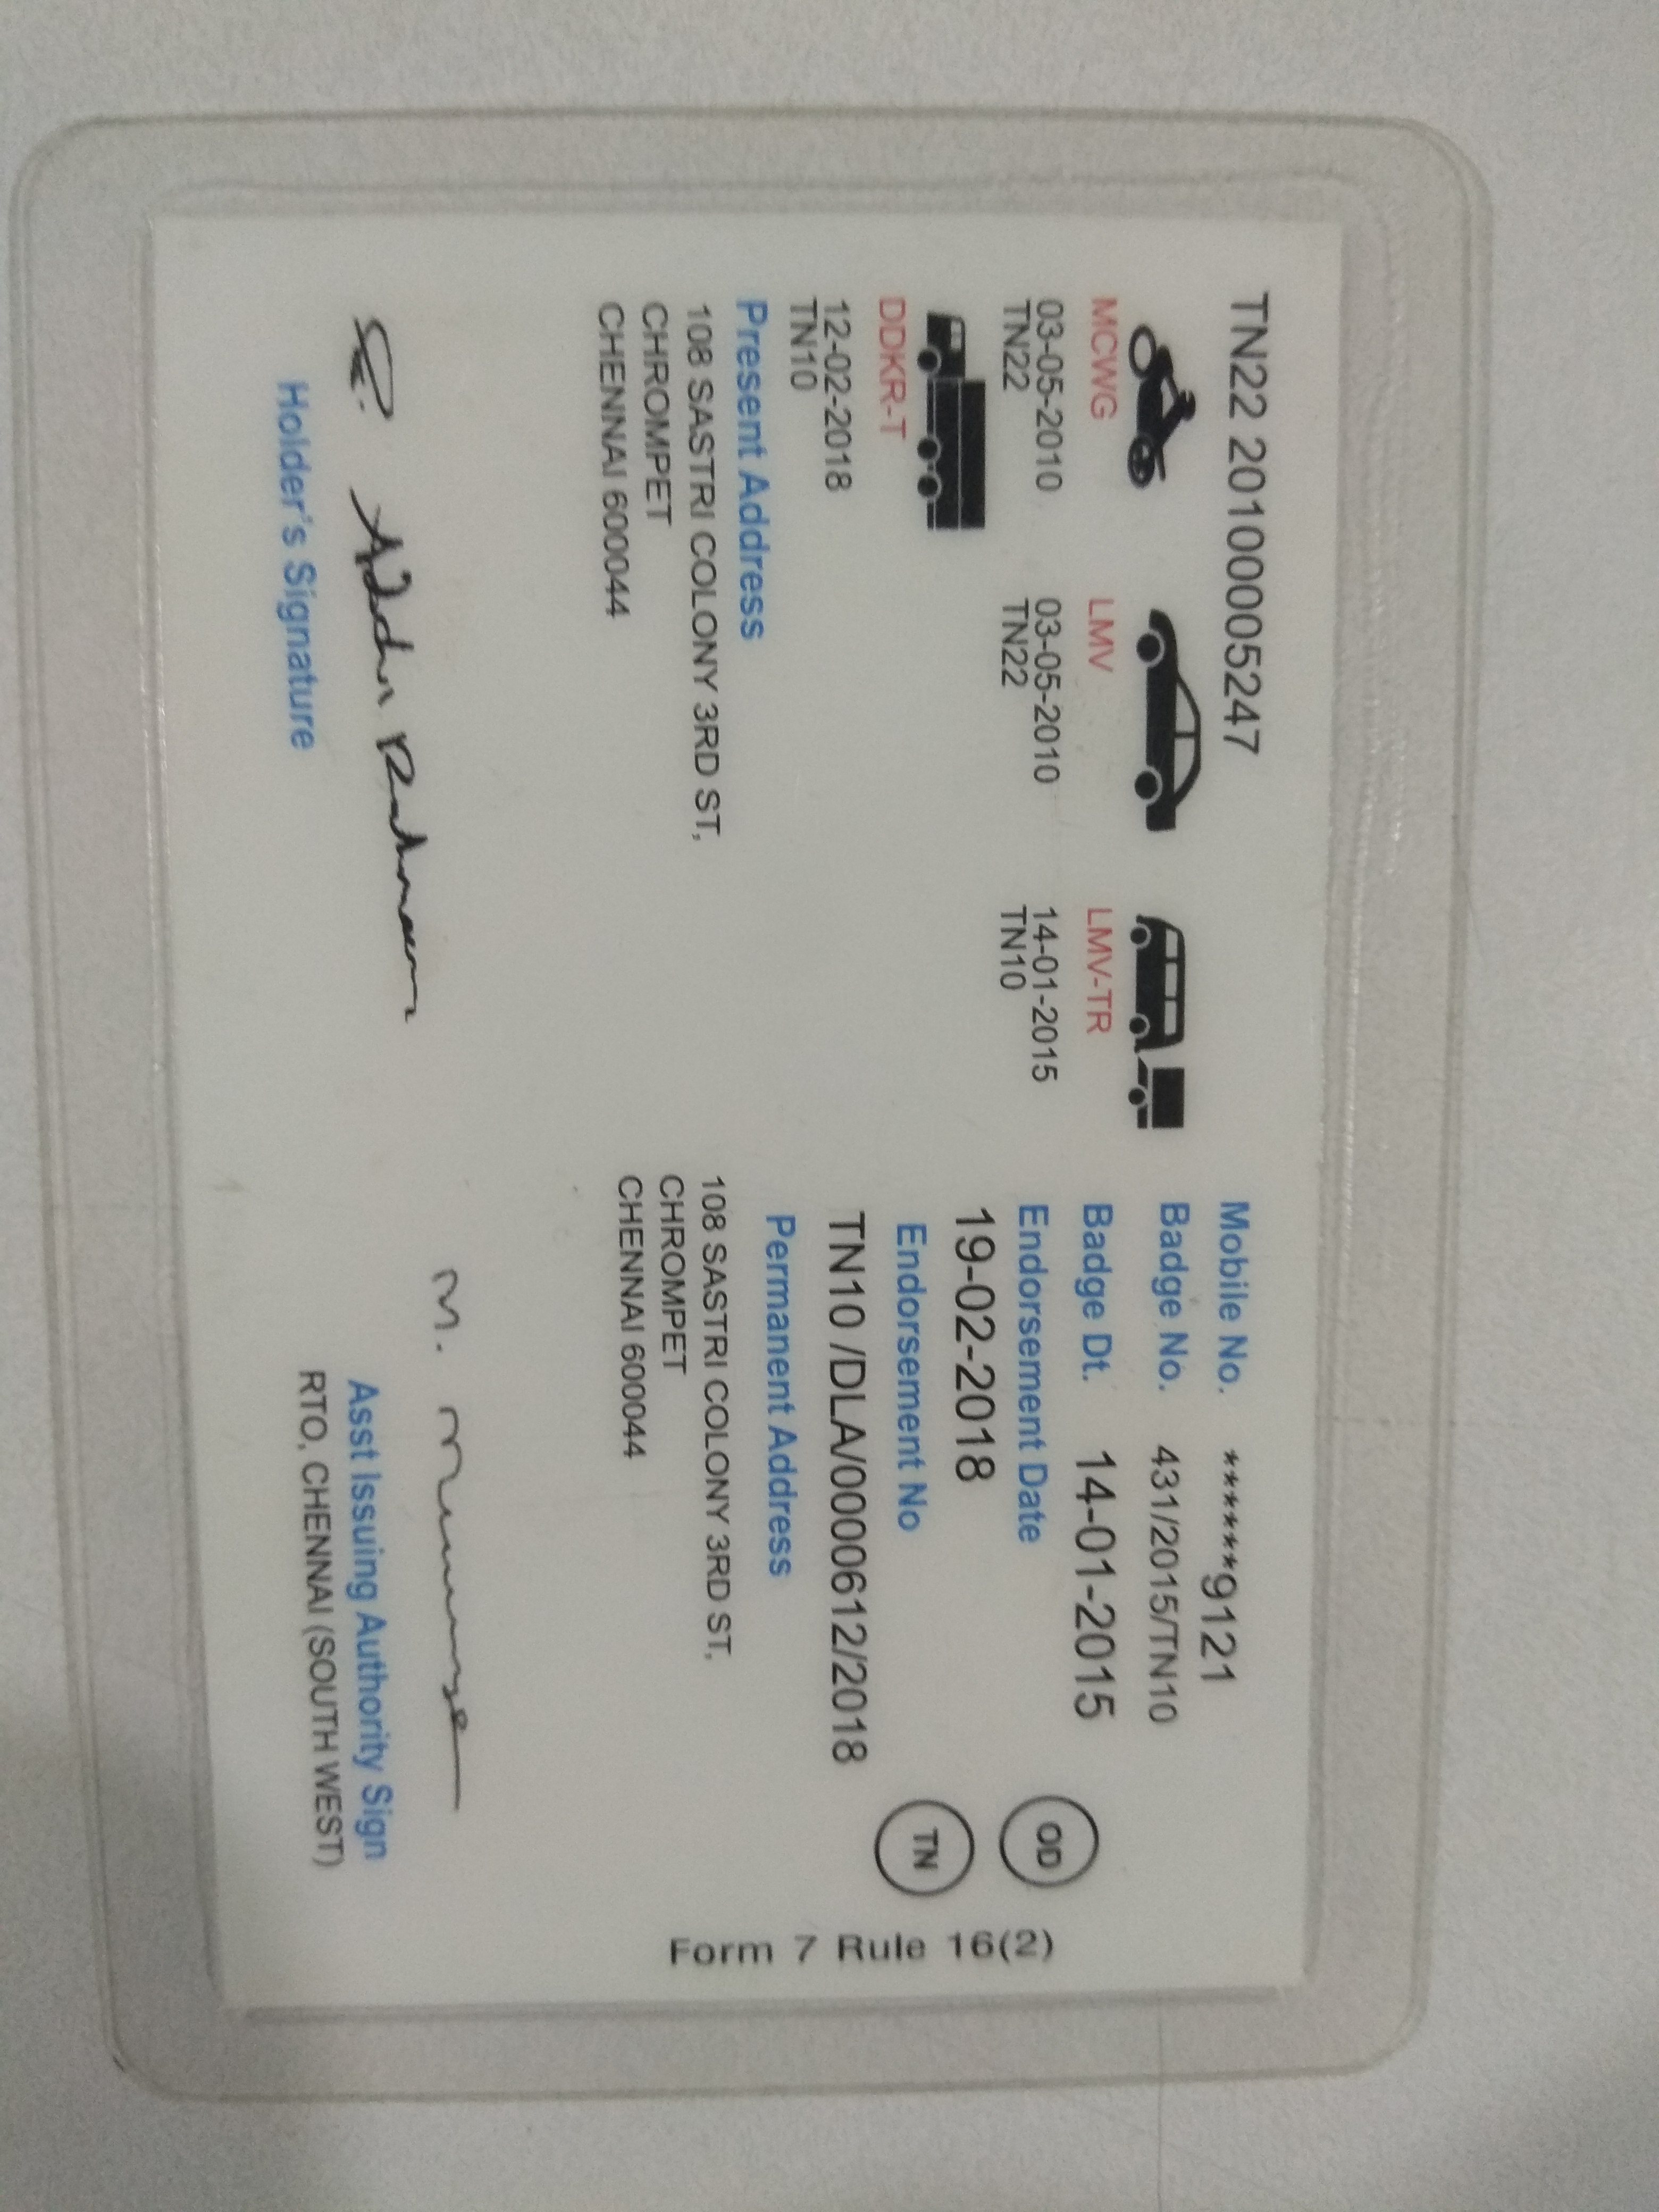 TN22 20100005247
MCWG
03-05-2010
TN22
LMV
03-05-2010
TN22
LMV-TR
14-01-2015
TN10
DDKR-T
12-02-2018
TN10
Present Address
108 SASTRI COLONY 3RD ST,
CHROMPET
CHENNAI 600044
Holder's Signature
Mobile No. ******9121
Badge No. 431/2015/TN10
Badge Dt. 14-01-2015
Endorsement Date
19-02-2018
Endorsement No
TN10 /DLA/0000612/2018
Permanent Address
108 SASTRI COLONY 3RD ST,
CHROMPET
CHENNAI 600044
Asst Issuing Authority Sign
RTO, CHENNAI (SOUTH WEST)
OD
TN
Form 7 Rule 16(2)